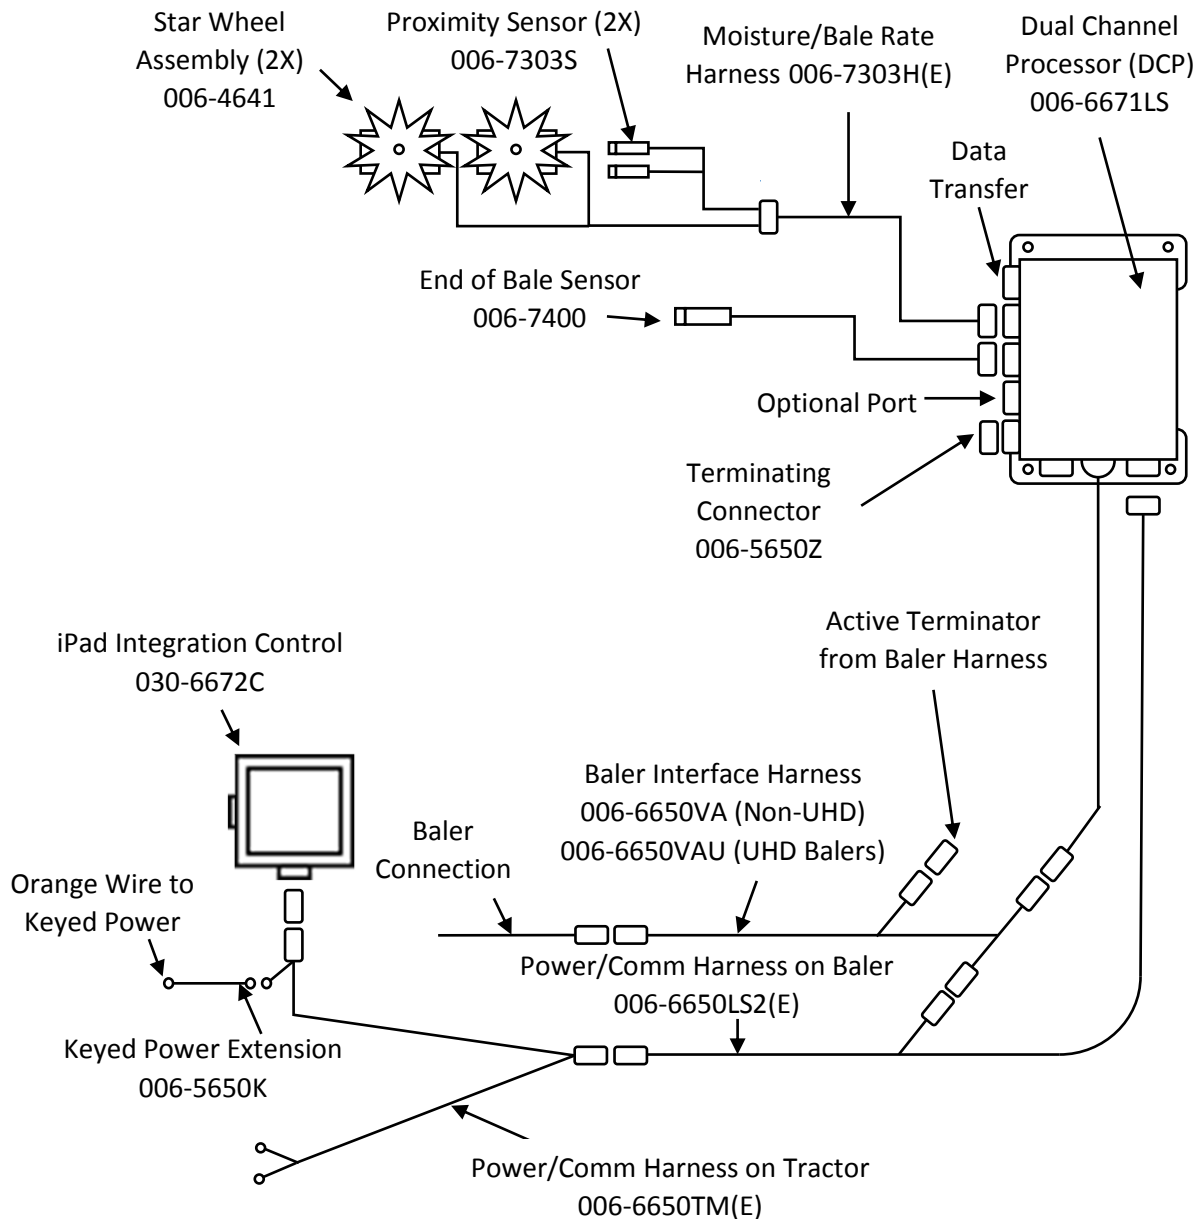 Star Wheel
Assembly (2X)
006-4641
Proximity Sensor (2X)
006-7303S
Moisture/Bale Rate
Harness 006-7303H(E)
Dual Channel
Processor (DCP)
006-6671LS
Data
Transfer
End of Bale Sensor
006-7400
Optional Port
Terminating
Connector
006-5650Z
Active Terminator
from Baler Harness
iPad Integration Control
030-6672C
Baler Interface Harness
006-6650VA (Non-UHD)
006-6650VAU (UHD Balers)
Baler
Connection
Orange Wire to
Keyed Power
Power/Comm Harness on Baler
006-6650LS2(E)
Keyed Power Extension
006-5650K
Power/Comm Harness on Tractor
006-6650TM(E)